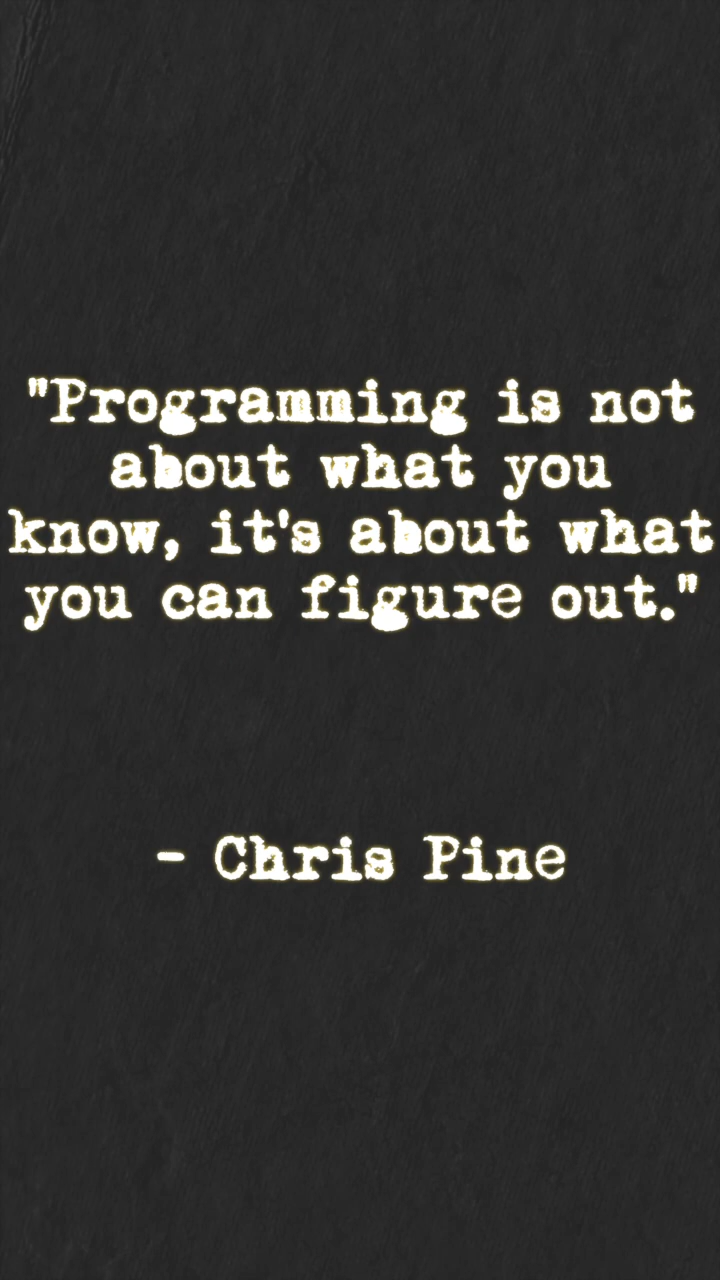 "Programming is not
about what you
know, it's about what
you can figure out."
- Chris Pine